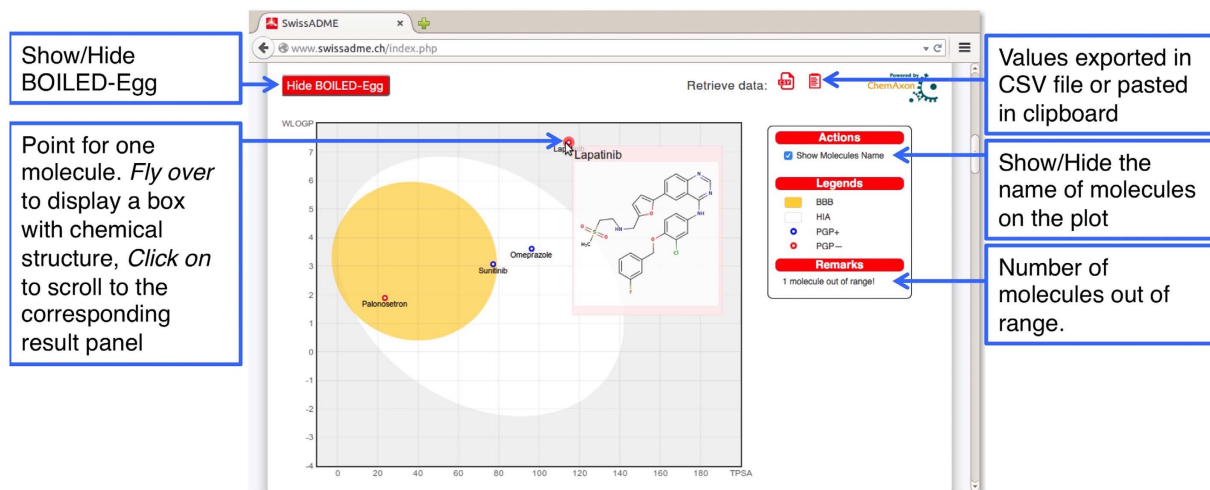 Show/Hide
BOILED-Egg
Point for one
molecule. Fly over
to display a box
with chemical
structure, Click on
to scroll to the
corresponding
result panel
SwissADME
www.swissadme.ch/index.php
Hide BOILED-Egg
Retrieve data:
CSV
Powered by
ChemAxon
WLOGP
7
6
5
4
3
2
1
0
-1
-2
-3
-4
0 20 40 60 80 100 120 140 160 180 TPSA
Lapatinib
Omeprazole
Sunitinib
Palonosetron
N
N
NH
O
HN
O
S
O
H₃C
O
Cl
F
Actions
Show Molecules Name
Legends
BBB
HIA
PGP+
PGP−
Remarks
1 molecule out of range!
Values exported in
CSV file or pasted
in clipboard
Show/Hide the
name of molecules
on the plot
Number of
molecules out of
range.